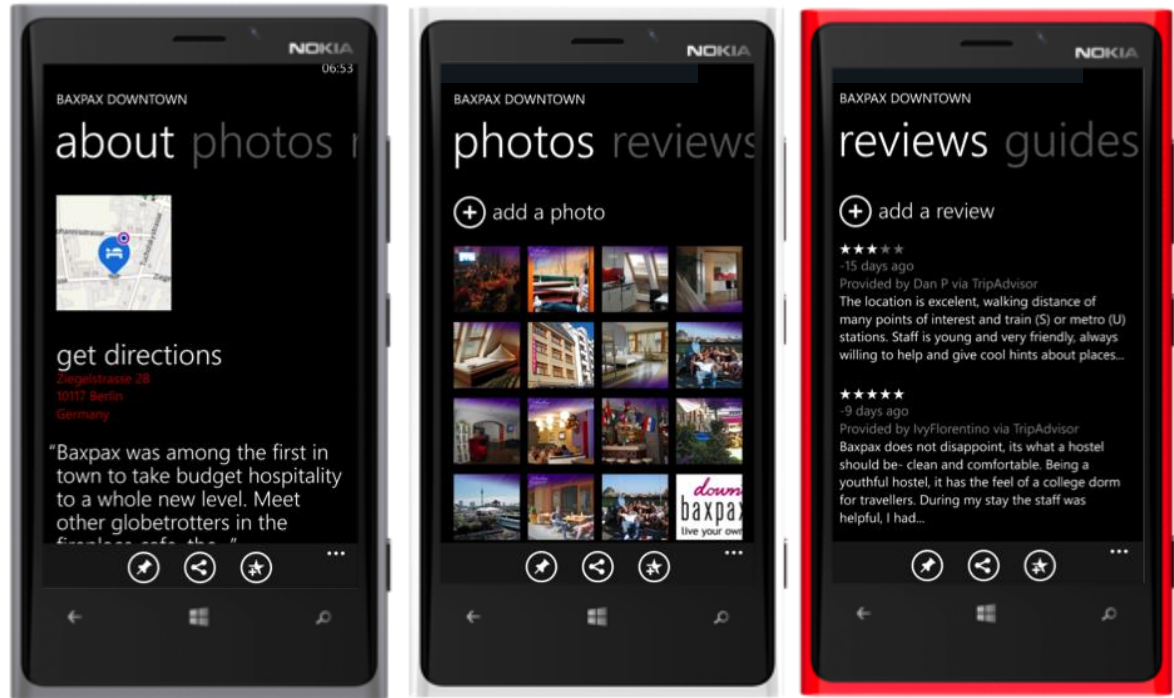 NOKIA
06:53
BAXPAX DOWNTOWN
about photos r
get directions
Ziegelstrasse 28
10117 Berlin
Germany
“Baxpax was among the first in
town to take budget hospitality
to a whole new level. Meet
other globetrotters in the
fireplace cafe, the..."
NOKIA
BAXPAX DOWNTOWN
photos reviews
add a photo
down
baxpax
live your own
NOKIA
BAXPAX DOWNTOWN
reviews guides
add a review
-15 days ago
Provided by Dan P via TripAdvisor
The location is excelent, walking distance of
many points of interest and train (S) or metro (U)
stations. Staff is young and very friendly, always
willing to help and give cool hints about places...
-9 days ago
Provided by IvyFlorentino via TripAdvisor
Baxpax does not disappoint, its what a hostel
should be- clean and comfortable. Being a
youthful hostel, it has the feel of a college dorm
for travellers. During my stay the staff was
helpful, I had...